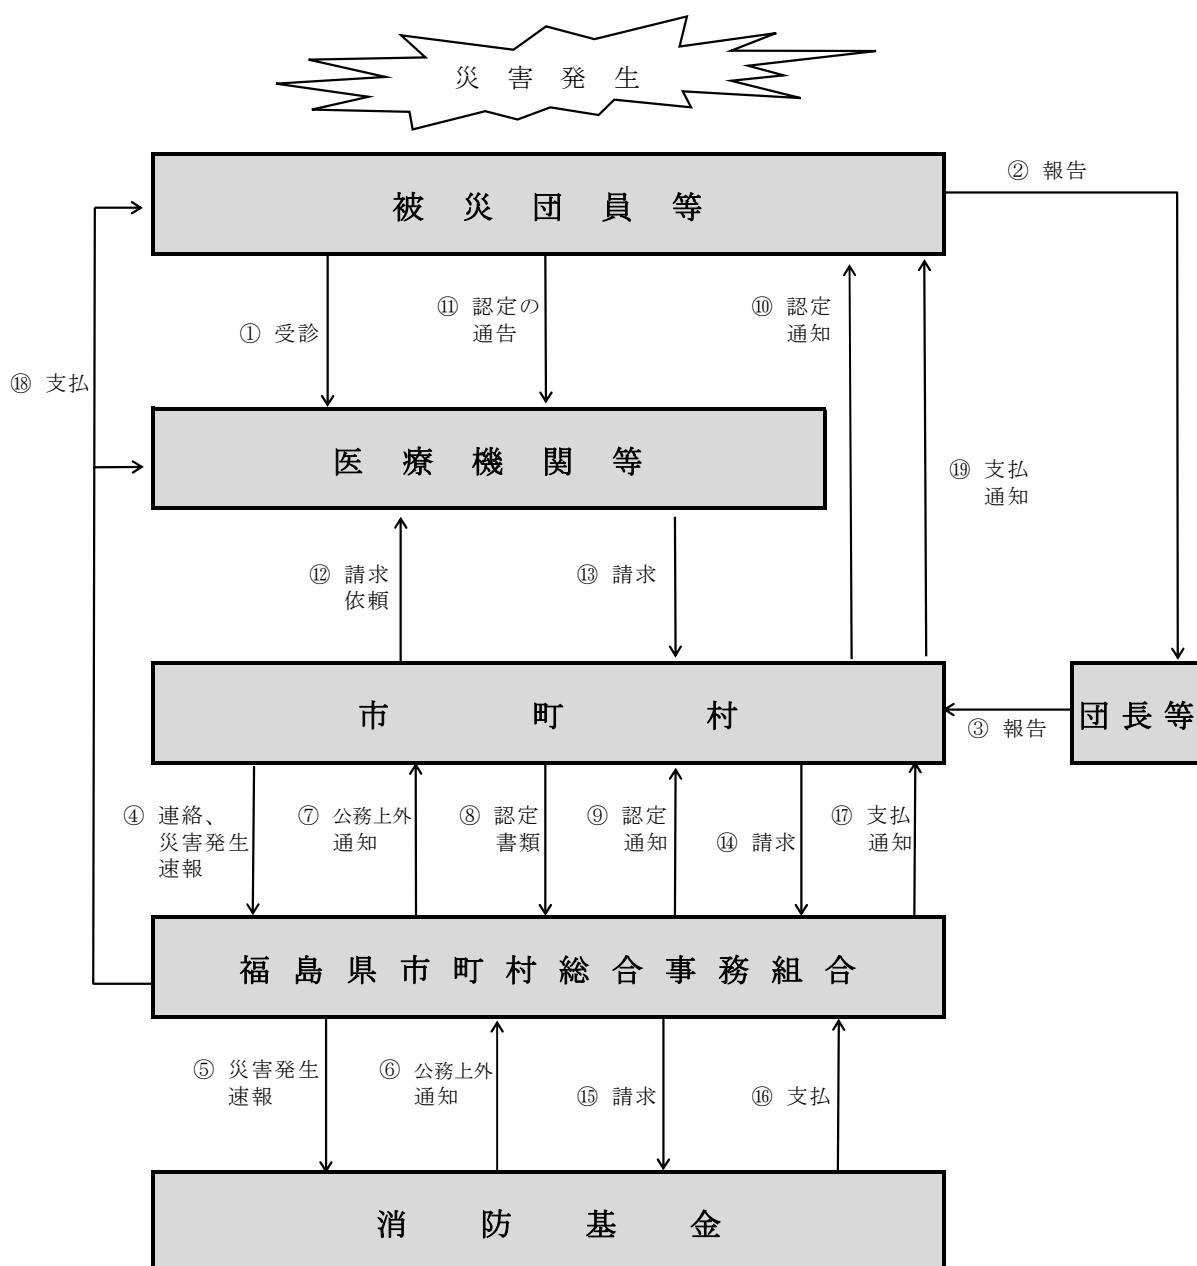 災害発生
② 報告
被災団員等
⑪ 認定の
通告
⑩ 認定
通知
① 受診
⑱ 支払
医療機関等
⑲ 支払
通知
⑫ 請求
依頼
⑬ 請求
市町村
団長等
③ 報告
④ 連絡、
災害発生
速報
⑦ 公務上外
通知
⑧ 認定
書類
⑨ 認定
通知
⑭ 請求
⑰ 支払
通知
福島県市町村総合事務組合
⑤ 災害発生
速報
⑥ 公務上外
通知
⑮ 請求
⑯ 支払
消防基金